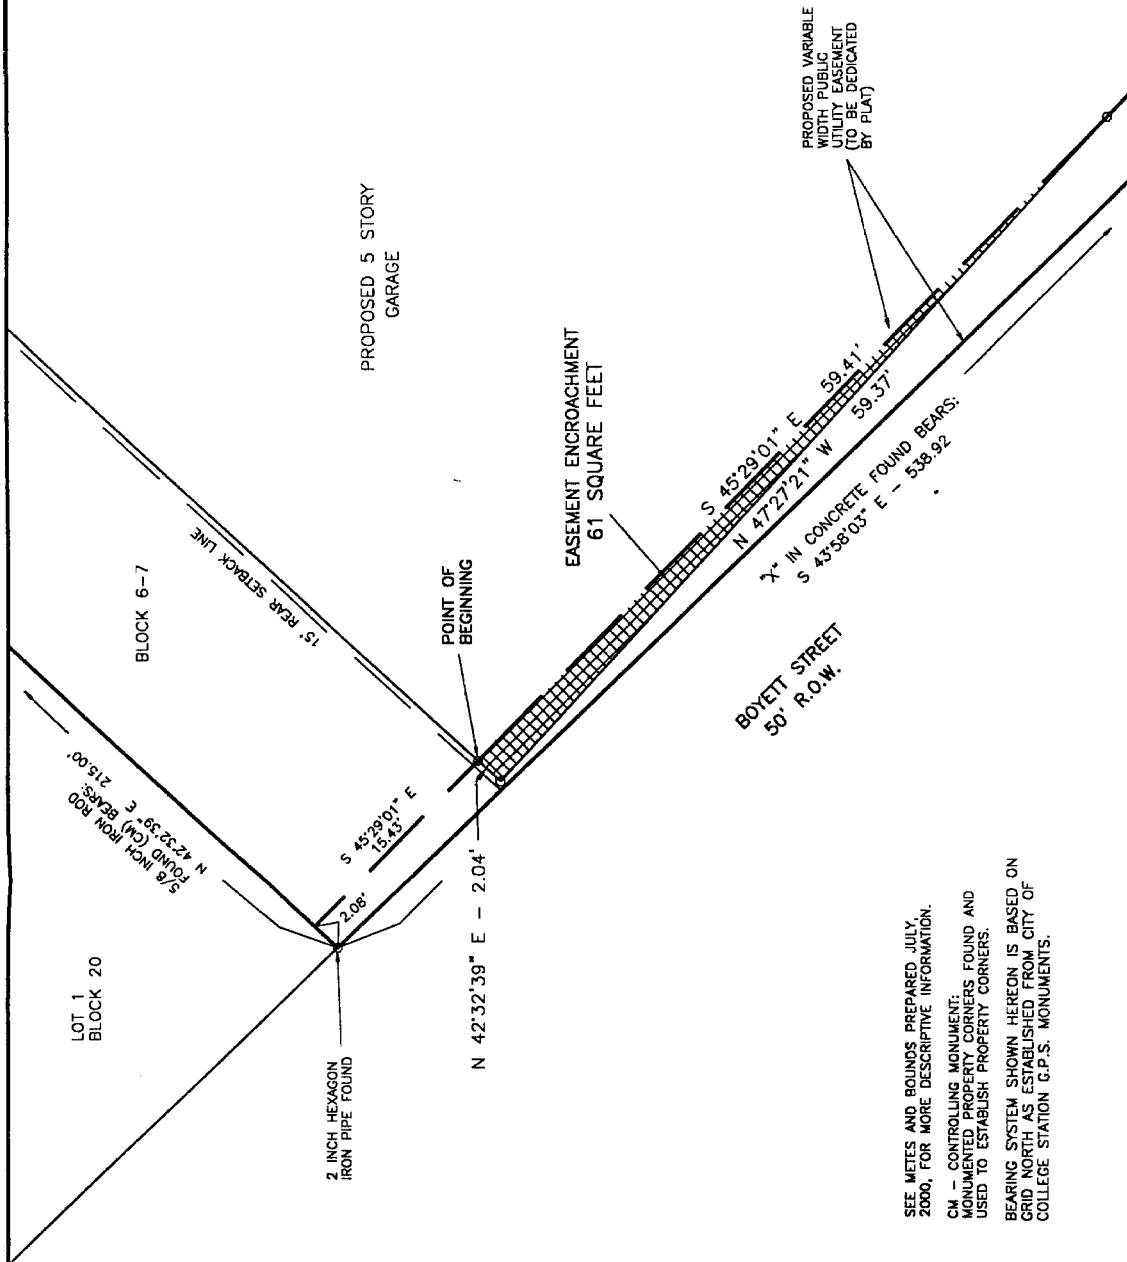 PROPOSED VARIABLE
WIDTH PUBLIC
UTILITY EASEMENT
(TO BE DEDICATED
BY PLAT)
PROPOSED 5 STORY
GARAGE
EASEMENT ENCROACHMENT
61 SQUARE FEET
15' REAR SETBACK LINE
BLOCK 6-7
POINT OF
BEGINNING
S 45°29'01" E 59.41'
N 47°27'21" W 59.37'
"X" IN CONCRETE FOUND BEARS:
S 43°58'03" E - 538.92
BOYETT STREET
50' R.O.W.
5/8 INCH IRON ROD
FOUND (CM) BEARS:
N 42°32'39" E 215.00'
S 45°29'01" E
15.43'
2.08'
N 42°32'39" E - 2.04'
LOT 1
BLOCK 20
2 INCH HEXAGON
IRON PIPE FOUND
SEE METES AND BOUNDS PREPARED JULY,
2000, FOR MORE DESCRIPTIVE INFORMATION.
CM - CONTROLLING MONUMENT:
MONUMENTED PROPERTY CORNERS FOUND AND
USED TO ESTABLISH PROPERTY CORNERS.
BEARING SYSTEM SHOWN HEREON IS BASED ON
GRID NORTH AS ESTABLISHED FROM CITY OF
COLLEGE STATION G.P.S. MONUMENTS.